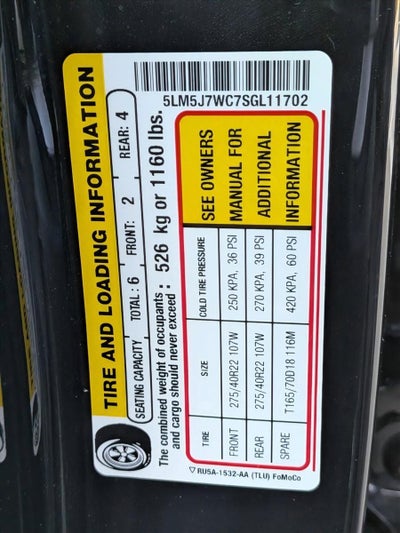 TIRE AND LOADING INFORMATION
SEATING CAPACITY TOTAL : 6 FRONT: 2 REAR: 4
The combined weight of occupants : 526 kg or 1160 lbs.
and cargo should never exceed :
TIRE SIZE COLD TIRE PRESSURE
FRONT 275/40R22 107W 250 KPA, 36 PSI
REAR 275/40R22 107W 270 KPA, 39 PSI
SPARE T165/70D18 116M 420 KPA, 60 PSI
SEE OWNERS
MANUAL FOR
ADDITIONAL
INFORMATION
RU5A-1532-AA (TLU) FoMoCo
5LM5J7WC7SGL11702